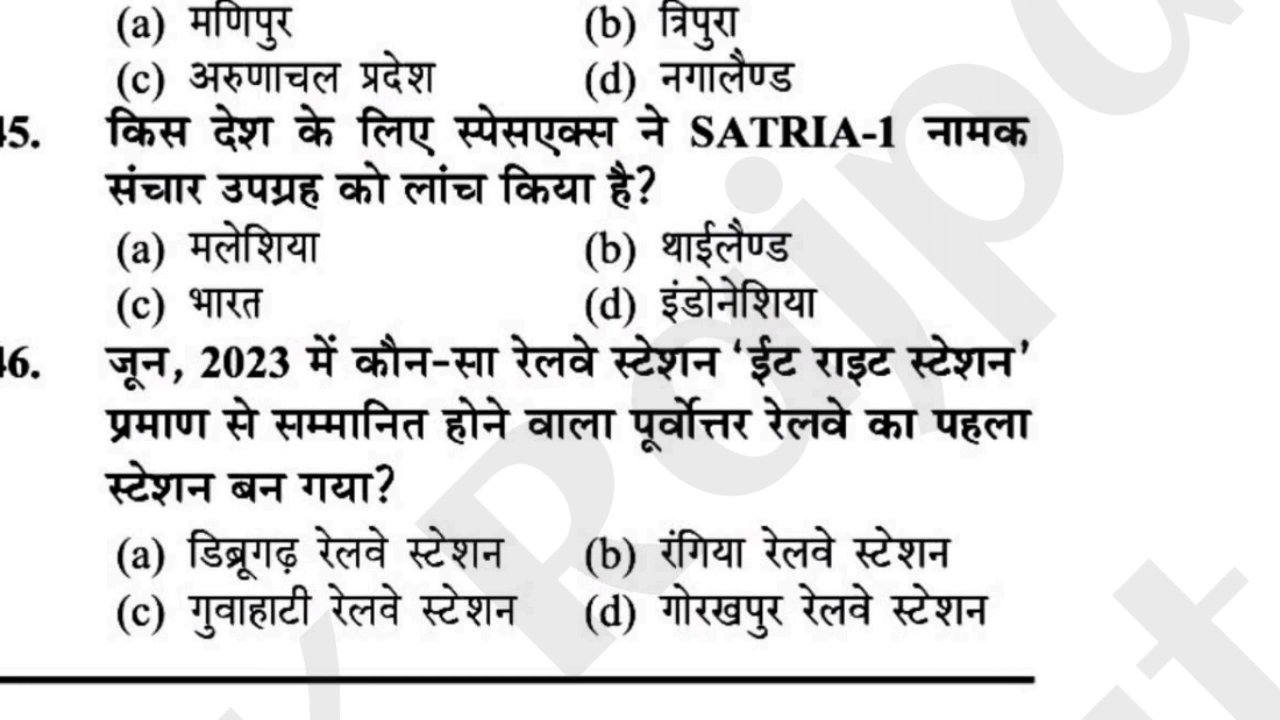 (a) मणिपुर (b) त्रिपुरा
(c) अरुणाचल प्रदेश (d) नगालैण्ड
45. किस देश के लिए स्पेसएक्स ने SATRIA-1 नामक
संचार उपग्रह को लांच किया है?
(a) मलेशिया (b) थाईलैण्ड
(c) भारत (d) इंडोनेशिया
46. जून, 2023 में कौन-सा रेलवे स्टेशन ‘ईट राइट स्टेशन’
प्रमाण से सम्मानित होने वाला पूर्वोत्तर रेलवे का पहला
स्टेशन बन गया?
(a) डिब्रूगढ़ रेलवे स्टेशन (b) रंगिया रेलवे स्टेशन
(c) गुवाहाटी रेलवे स्टेशन (d) गोरखपुर रेलवे स्टेशन